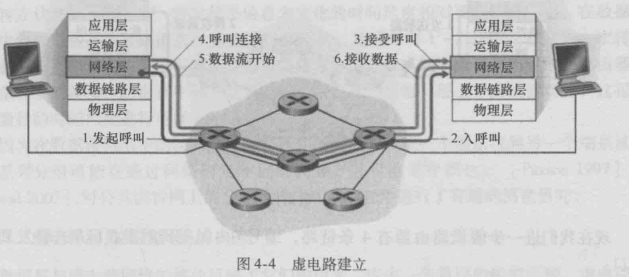 应用层
运输层
网络层
数据链路层
物理层
4.呼叫连接
5.数据流开始
3.接受呼叫
6.接收数据
应用层
运输层
网络层
数据链路层
物理层
1.发起呼叫
2.入呼叫
图4-4 虚电路建立